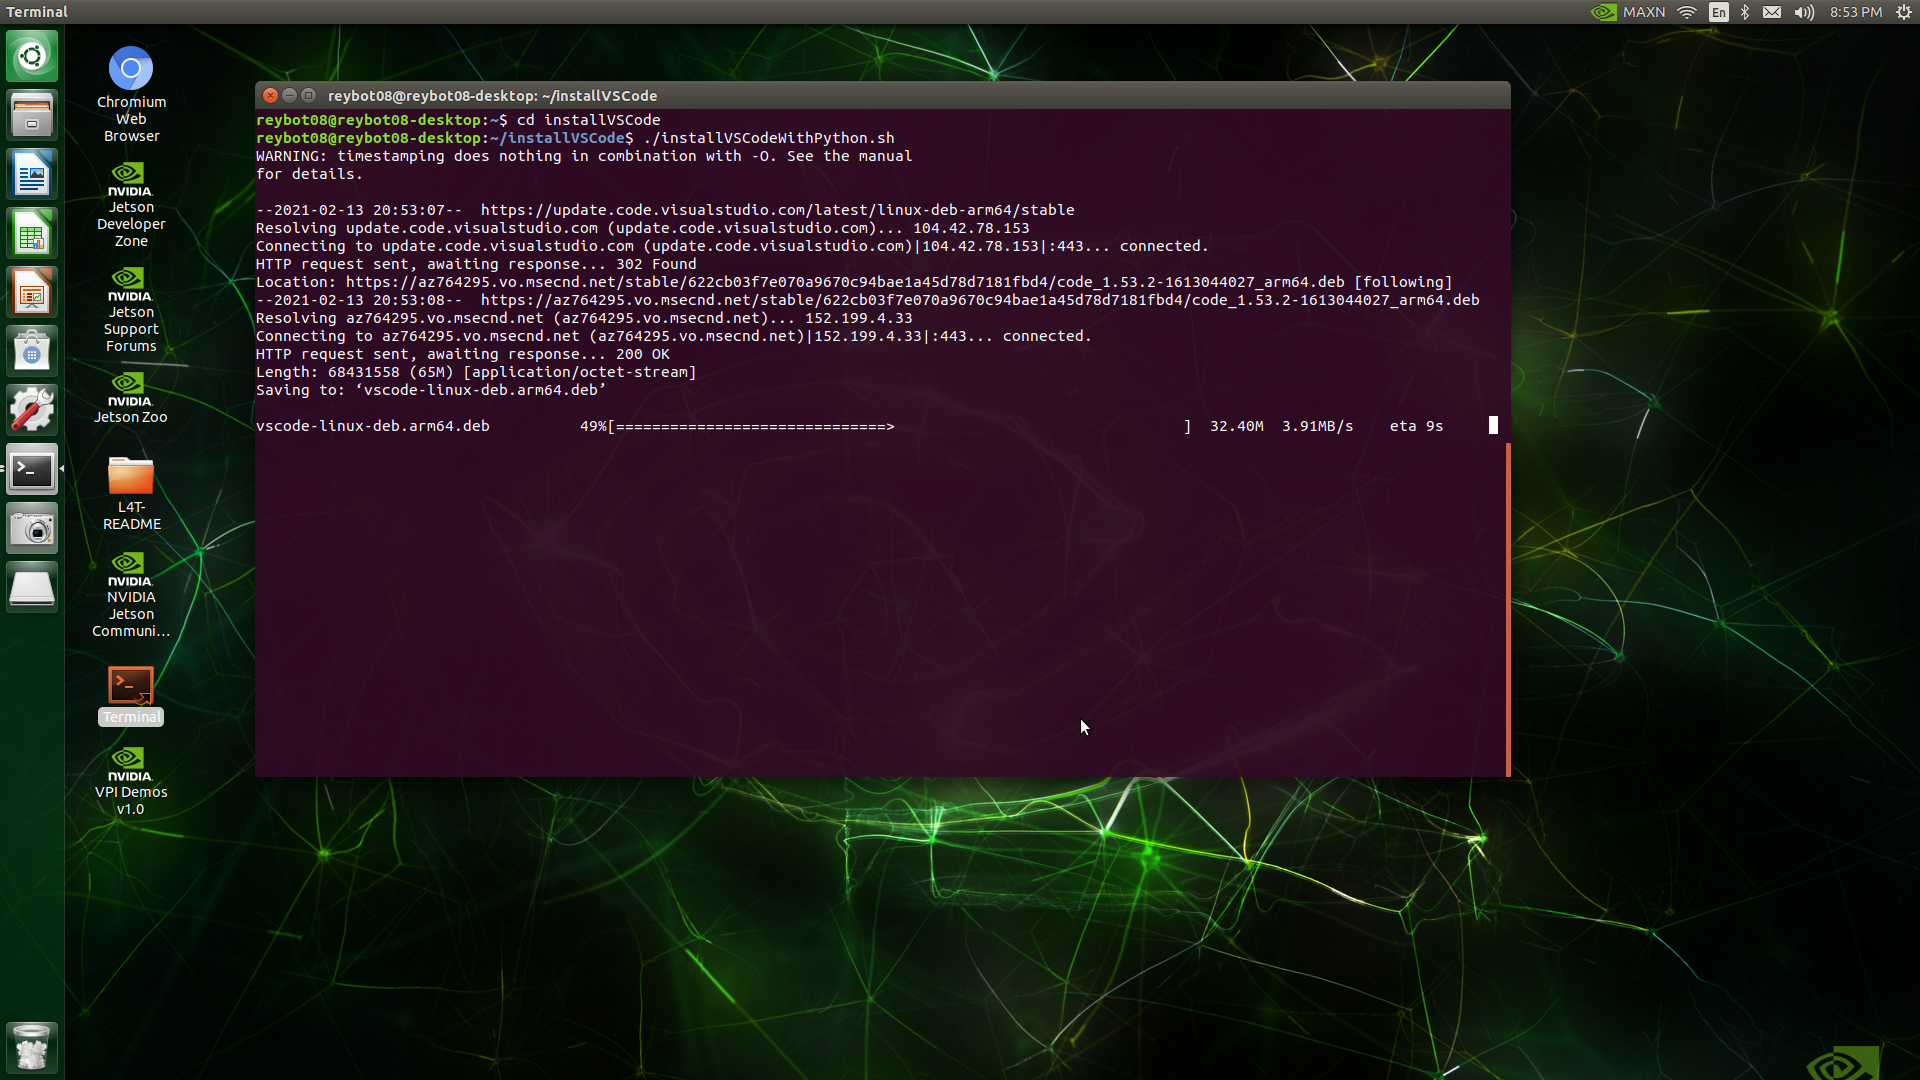 Terminal
MAXN
En
8:53 PM
Chromium
Web
Browser
NVIDIA.
Jetson
Developer
Zone
NVIDIA.
Jetson
Support
Forums
NVIDIA.
Jetson Zoo
L4T-
README
NVIDIA.
NVIDIA
Jetson
Communi...
>_
Terminal
NVIDIA.
VPI Demos
v1.0
reybot08@reybot08-desktop: ~/installVSCode
reybot08@reybot08-desktop:~$ cd installVSCode
reybot08@reybot08-desktop:~/installVSCode$ ./installVSCodeWithPython.sh
WARNING: timestamping does nothing in combination with -O. See the manual
for details.
--2021-02-13 20:53:07--  https://update.code.visualstudio.com/latest/linux-deb-arm64/stable
Resolving update.code.visualstudio.com (update.code.visualstudio.com)... 104.42.78.153
Connecting to update.code.visualstudio.com (update.code.visualstudio.com)|104.42.78.153|:443... connected.
HTTP request sent, awaiting response... 302 Found
Location: https://az764295.vo.msecnd.net/stable/622cb03f7e070a9670c94bae1a45d78d7181fbd4/code_1.53.2-1613044027_arm64.deb [following]
--2021-02-13 20:53:08--  https://az764295.vo.msecnd.net/stable/622cb03f7e070a9670c94bae1a45d78d7181fbd4/code_1.53.2-1613044027_arm64.deb
Resolving az764295.vo.msecnd.net (az764295.vo.msecnd.net)... 152.199.4.33
Connecting to az764295.vo.msecnd.net (az764295.vo.msecnd.net)|152.199.4.33|:443... connected.
HTTP request sent, awaiting response... 200 OK
Length: 68431558 (65M) [application/octet-stream]
Saving to: ‘vscode-linux-deb.arm64.deb’
vscode-linux-deb.arm64.deb          49%[==============================>                                ]  32.40M  3.91MB/s    eta 9s